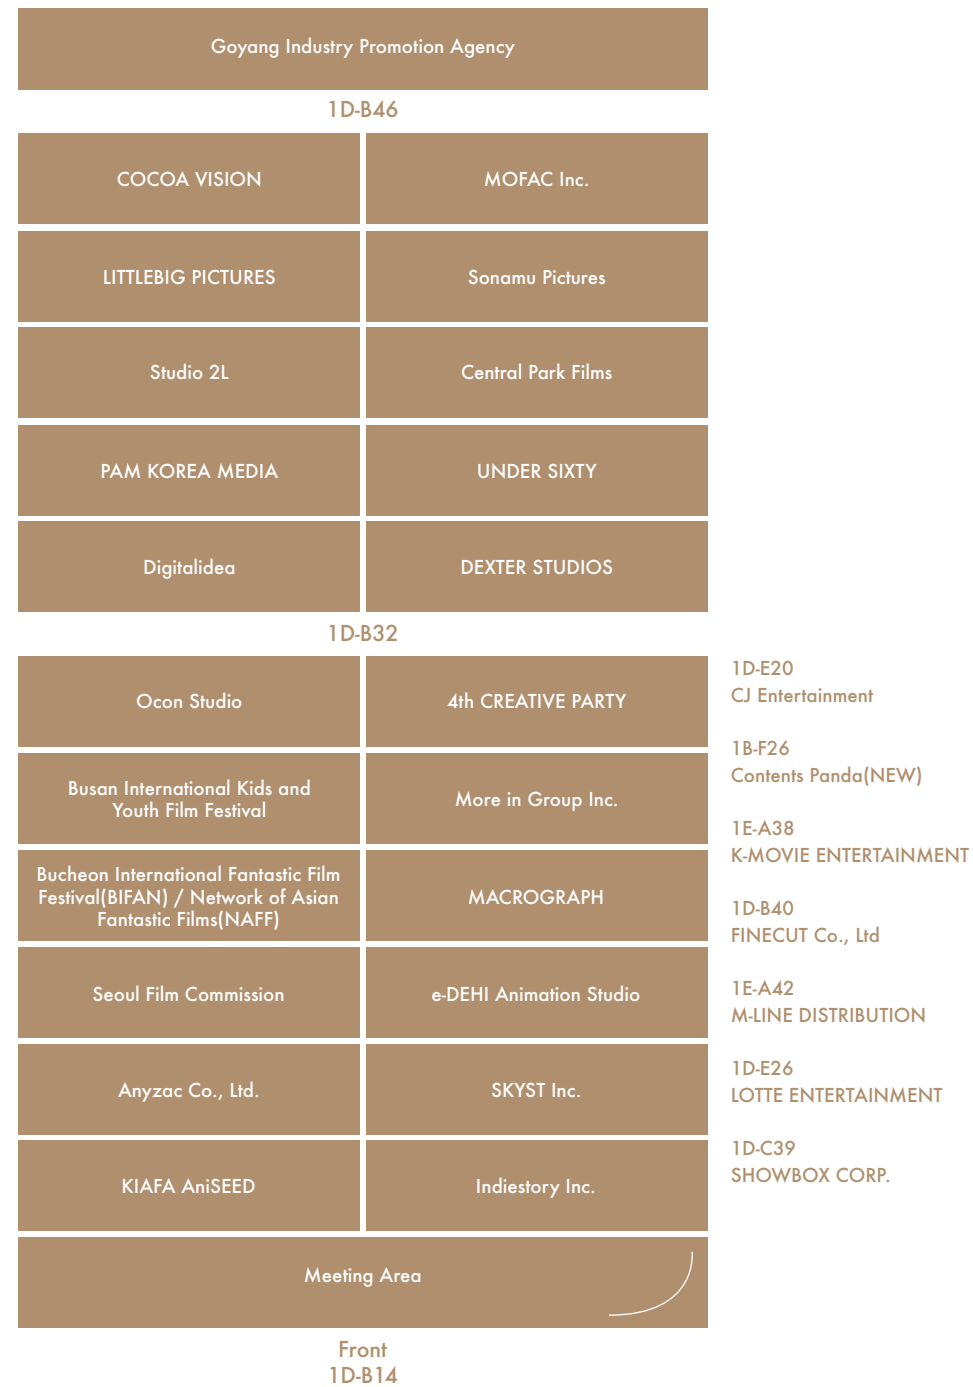 Goyang Industry Promotion Agency
1D-B46
COCOA VISION
MOFAC Inc.
LITTLEBIG PICTURES
Sonamu Pictures
Studio 2L
Central Park Films
PAM KOREA MEDIA
UNDER SIXTY
Digitalidea
DEXTER STUDIOS
1D-B32
Ocon Studio
4th CREATIVE PARTY
Busan International Kids and
Youth Film Festival
More in Group Inc.
Bucheon International Fantastic Film
Festival(BIFAN) / Network of Asian
Fantastic Films(NAFF)
MACROGRAPH
Seoul Film Commission
e-DEHI Animation Studio
Anyzac Co., Ltd.
SKYST Inc.
KIAFA AniSEED
Indiestory Inc.
Meeting Area
Front
1D-B14
1D-E20
CJ Entertainment
1B-F26
Contents Panda(NEW)
1E-A38
K-MOVIE ENTERTAINMENT
1D-B40
FINECUT Co., Ltd
1E-A42
M-LINE DISTRIBUTION
1D-E26
LOTTE ENTERTAINMENT
1D-C39
SHOWBOX CORP.